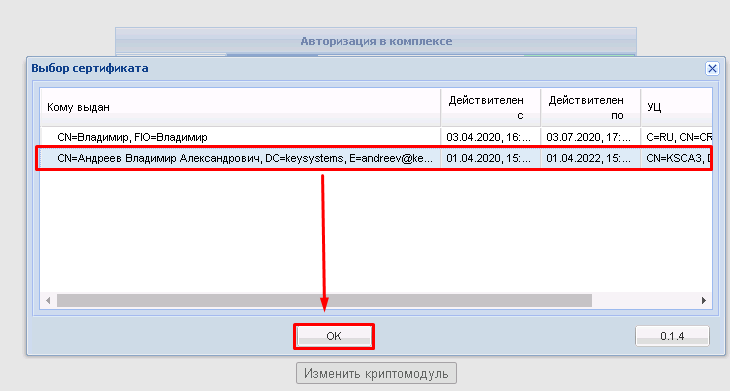 Авторизация в комплексе
Выбор сертификата
Кому выдан Действителен с Действителен по УЦ
CN=Владимир, FIO=Владимир 03.04.2020, 16:... 03.07.2020, 17:... C=RU, CN=CR
CN=Андреев Владимир Александрович, DC=keysystems, E=andreev@ke... 01.04.2020, 15:... 01.04.2022, 15:... CN=KSCA3, D
OK 0.1.4
Изменить криптомодуль